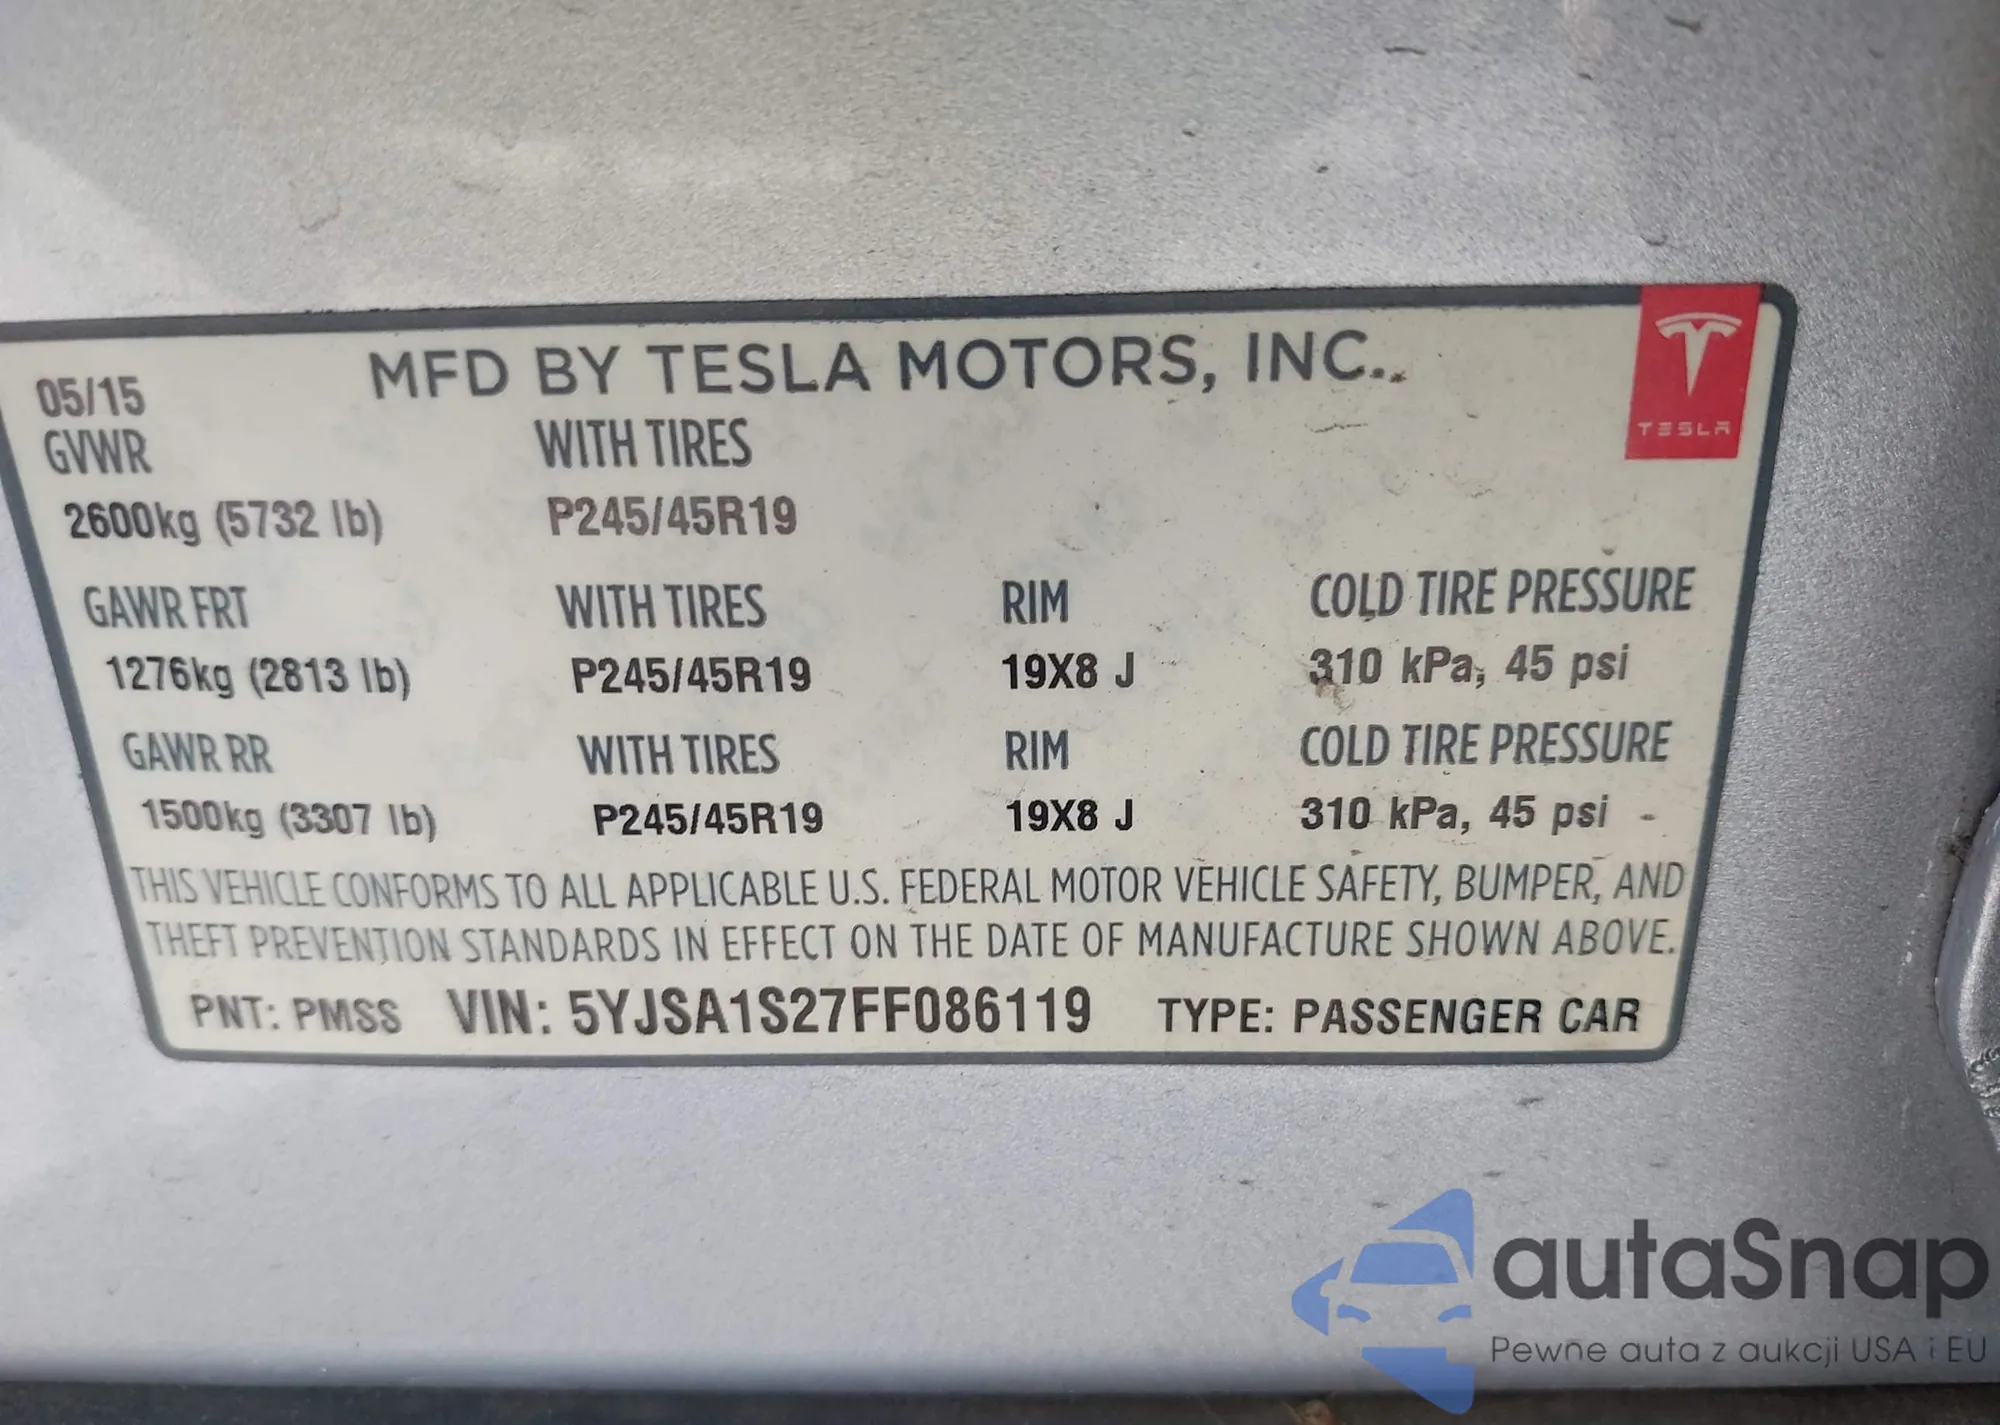 MFD BY TESLA MOTORS, INC.
TESLA
05/15
GVWR WITH TIRES
2600kg (5732 lb) P245/45R19
GAWR FRT WITH TIRES RIM COLD TIRE PRESSURE
1276kg (2813 lb) P245/45R19 19X8 J 310 kPa, 45 psi
GAWR RR WITH TIRES RIM COLD TIRE PRESSURE
1500kg (3307 lb) P245/45R19 19X8 J 310 kPa, 45 psi
THIS VEHICLE CONFORMS TO ALL APPLICABLE U.S. FEDERAL MOTOR VEHICLE SAFETY, BUMPER, AND
THEFT PREVENTION STANDARDS IN EFFECT ON THE DATE OF MANUFACTURE SHOWN ABOVE.
PNT: PMSS VIN: 5YJSA1S27FF086119 TYPE: PASSENGER CAR
autaSnap
Pewne auta z aukcji USA i EU